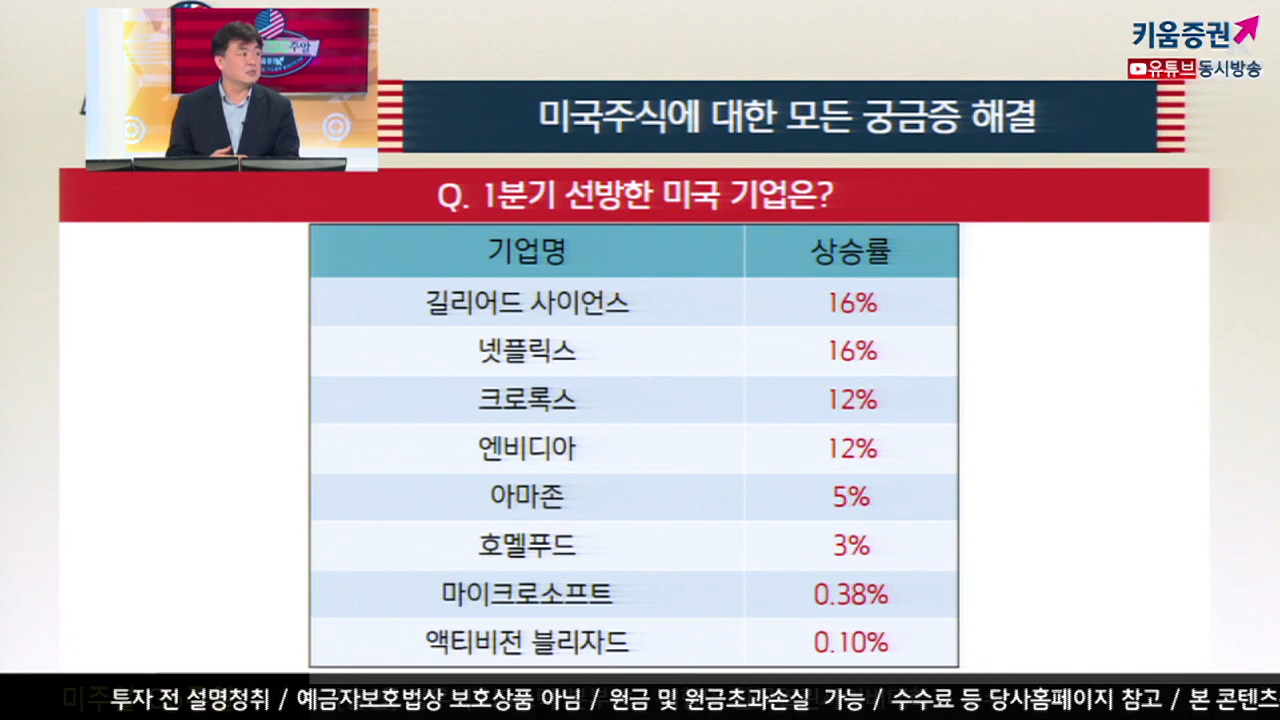 키움증권
유튜브 동시방송
주알
미국주식에 대한 모든 궁금증 해결
Q. 1분기 선방한 미국 기업은?
기업명 상승률
길리어드 사이언스 16%
넷플릭스 16%
크로록스 12%
엔비디아 12%
아마존 5%
호멜푸드 3%
마이크로소프트 0.38%
액티비전 블리자드 0.10%
투자 전 설명청취 / 예금자보호법상 보호상품 아님 / 원금 및 원금초과손실 가능 / 수수료 등 당사홈페이지 참고 / 본 콘텐츠